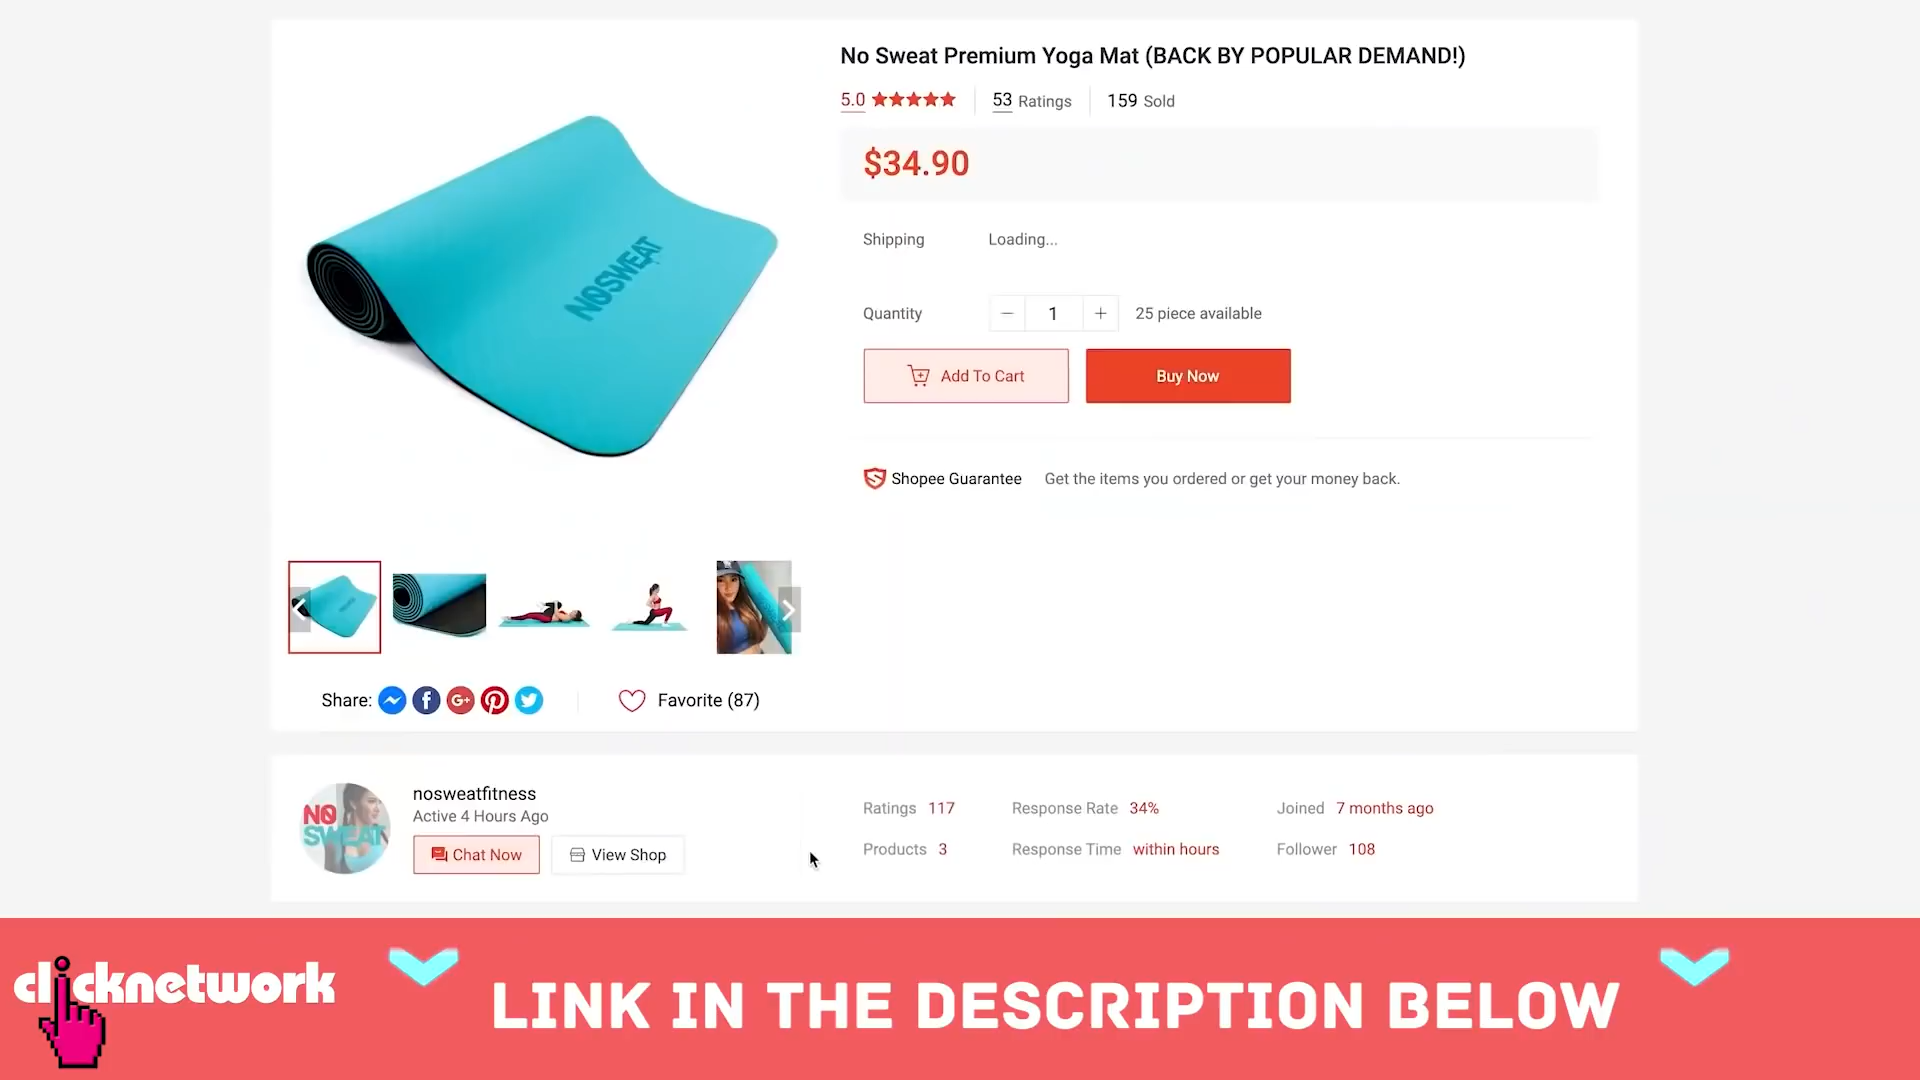 No Sweat Premium Yoga Mat (BACK BY POPULAR DEMAND!)
5.0
53 Ratings
159 Sold
$34.90
Shipping
Loading...
Quantity
1
25 piece available
Add To Cart
Buy Now
Shopee Guarantee
Get the items you ordered or get your money back.
NOSWEAT
Share:
Favorite (87)
NO
SWEAT
nosweatfitness
Active 4 Hours Ago
Chat Now
View Shop
Ratings 117
Response Rate 34%
Joined 7 months ago
Products 3
Response Time within hours
Follower 108
clicknetwork
LINK IN THE DESCRIPTION BELOW